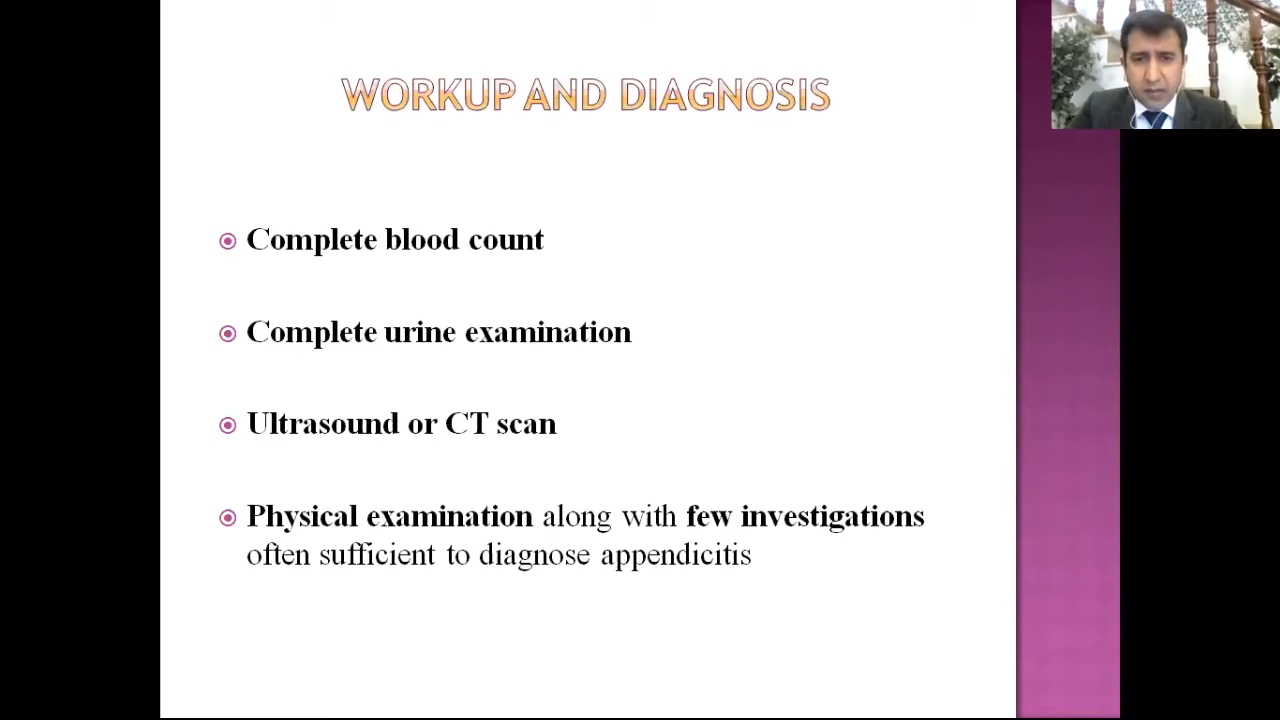 WORKUP AND DIAGNOSIS
Complete blood count
Complete urine examination
Ultrasound or CT scan
Physical examination along with few investigations
often sufficient to diagnose appendicitis